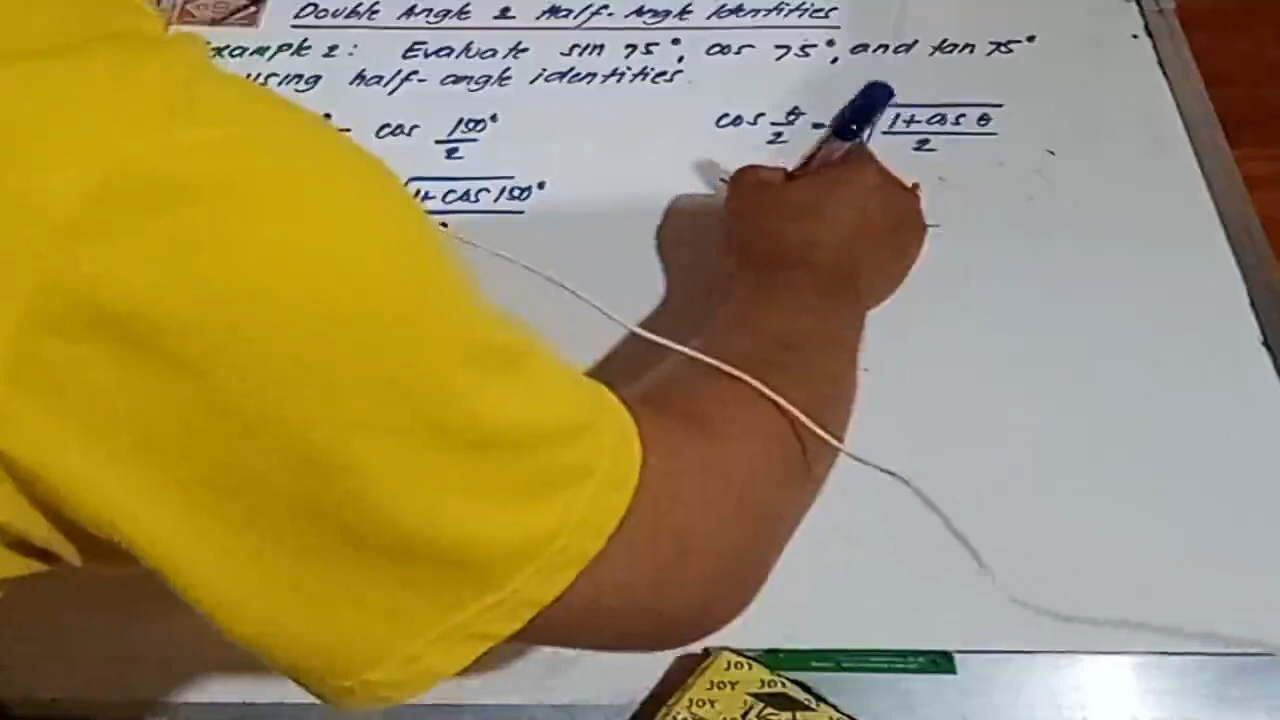 Double Angle & Half-Angle Identities
Example 2: Evaluate sin 75°, cos 75°, and tan 75°
using half-angle identities.
= cos 150°/2
cos θ/2 = √(1+cos θ)/2
√1+cos 150°
JOY
JOY JOY
JOY